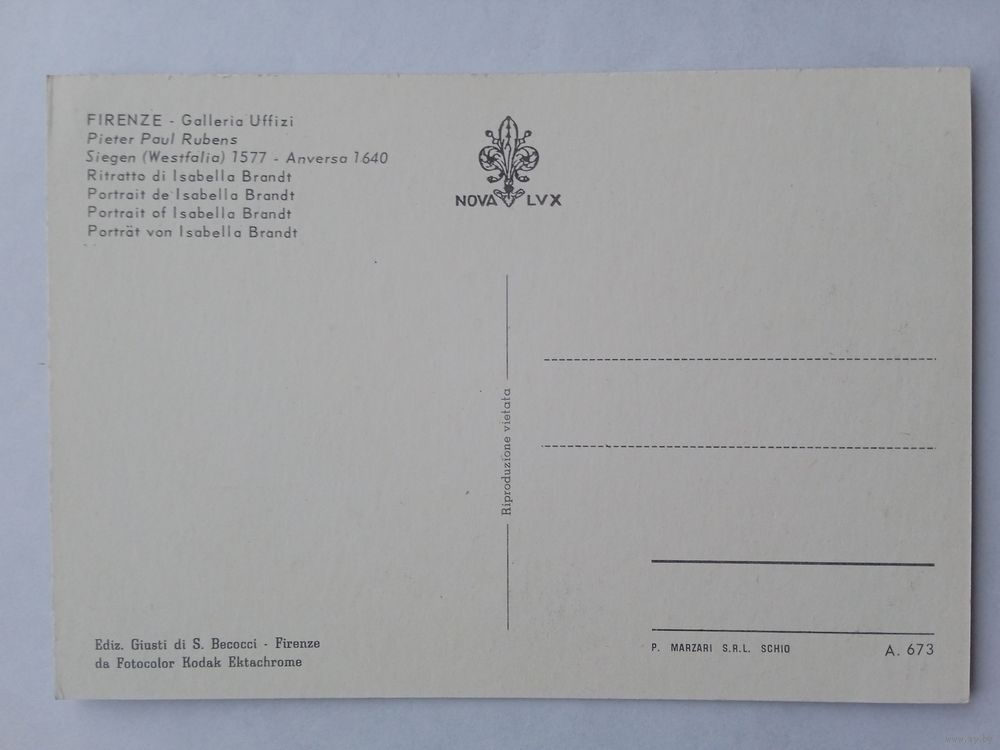 FIRENZE - Galleria Uffizi
Pieter Paul Rubens
Siegen (Westfalia) 1577 - Anversa 1640
Ritratto di Isabella Brandt
Portrait de Isabella Brandt
Portrait of Isabella Brandt
Porträt von Isabella Brandt
NOVA LVX
Riproduzione vietata
Ediz. Giusti di S. Becocci - Firenze
da Fotocolor Kodak Ektachrome
P. MARZARI S.R.L. SCHIO
A. 673